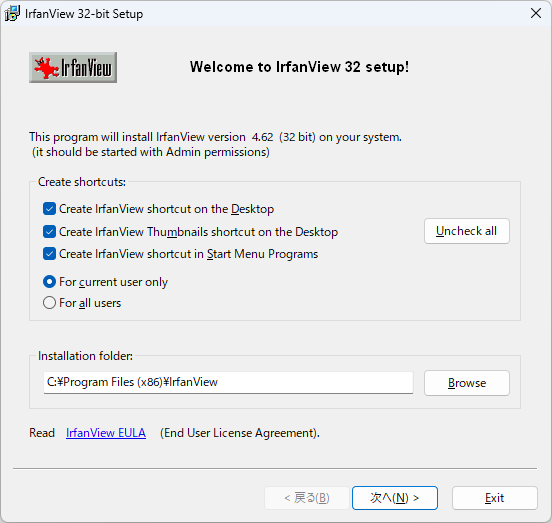 IrfanView 32-bit Setup
IrfanView
Welcome to IrfanView 32 setup!
This program will install IrfanView version 4.62 (32 bit) on your system.
(it should be started with Admin permissions)
Create shortcuts:
Create IrfanView shortcut on the Desktop
Create IrfanView Thumbnails shortcut on the Desktop
Uncheck all
Create IrfanView shortcut in Start Menu Programs
For current user only
For all users
Installation folder:
C:¥Program Files (x86)¥IrfanView
Browse
Read IrfanView EULA (End User License Agreement).
< 戻る(B) 次へ(N) > Exit